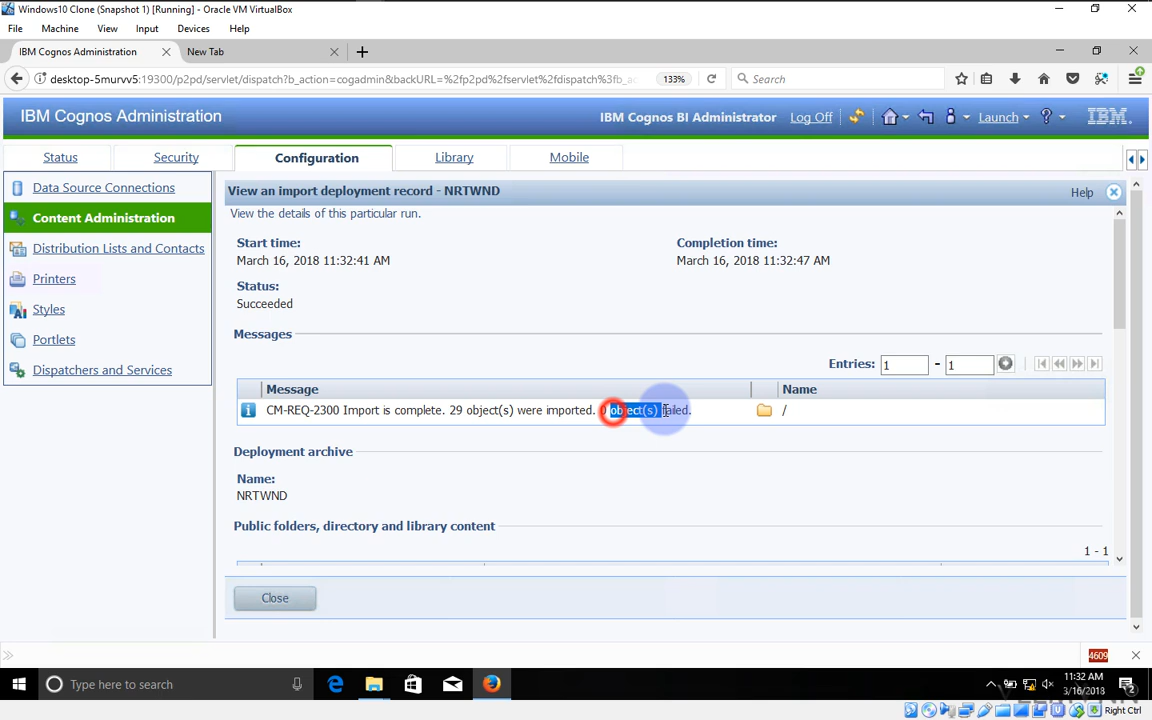 Windows10 Clone (Snapshot 1) [Running] - Oracle VM VirtualBox
File Machine View Input Devices Help
IBM Cognos Administration New Tab
desktop-5murvv5:19300/p2pd/servlet/dispatch?b_action=cogadmin&backURL=%2fp2pd%2fservlet%2fdispatch%3fb_ac 133% Search
IBM Cognos Administration IBM Cognos BI Administrator Log Off Launch IBM.
Status Security Configuration Library Mobile
Data Source Connections
Content Administration
Distribution Lists and Contacts
Printers
Styles
Portlets
Dispatchers and Services
View an import deployment record - NRTWND Help
View the details of this particular run.
Start time: Completion time:
March 16, 2018 11:32:41 AM March 16, 2018 11:32:47 AM
Status:
Succeeded
Messages
Entries: 1 - 1
Message Name
CM-REQ-2300 Import is complete. 29 object(s) were imported. 0 object(s) failed. /
Deployment archive
Name:
NRTWND
Public folders, directory and library content
1 - 1
Close
4609
Type here to search
11:32 AM
3/16/2018
Right Ctrl